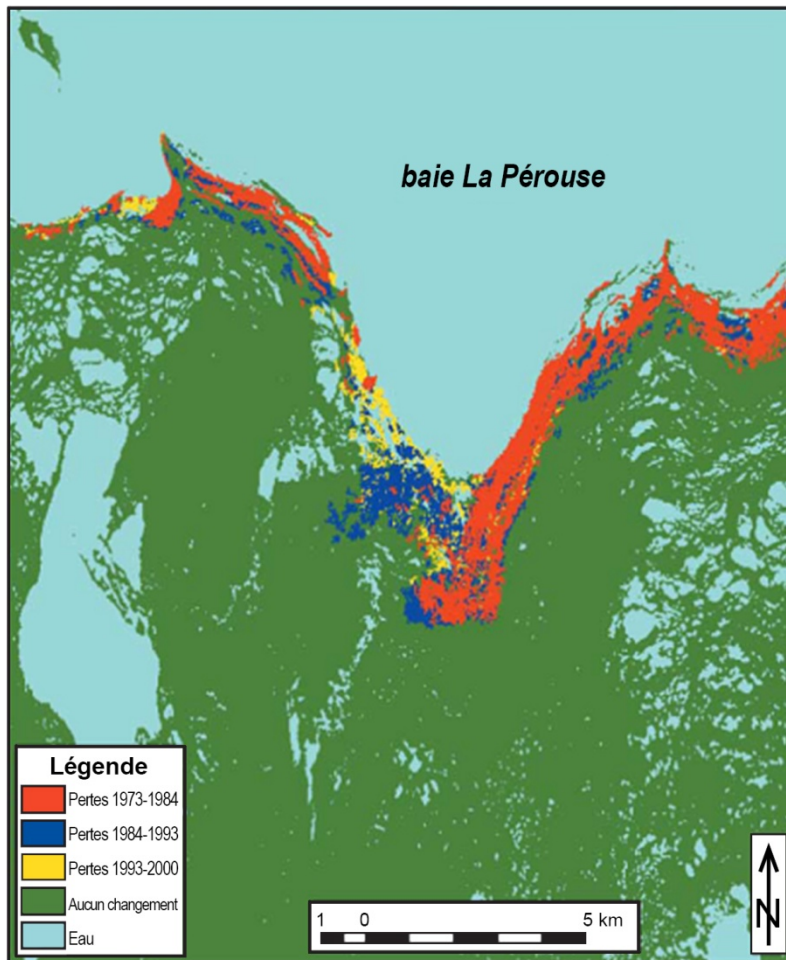 baie La Pérouse
Légende
Pertes 1973-1984
Pertes 1984-1993
Pertes 1993-2000
Aucun changement
Eau
1 0 5 km
N